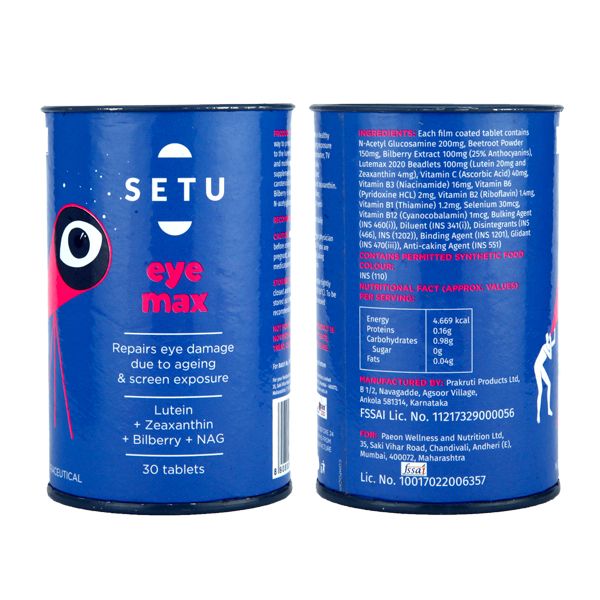 SETU
eye
max
Repairs eye damage
due to ageing
& screen exposure
Lutein
+ Zeaxanthin
+ Bilberry + NAG
30 tablets
INGREDIENTS: Each film coated tablet contains
N-Acetyl Glucosamine 200mg, Beetroot Powder
150mg, Bilberry Extract 100mg (25% Anthocyanins),
Lutemax 2020 Beadlets 100mg (Lutein 20mg and
Zeaxanthin 4mg), Vitamin C (Ascorbic Acid) 40mg,
Vitamin B3 (Niacinamide) 16mg, Vitamin B6
(Pyridoxine HCL) 2mg, Vitamin B2 (Riboflavin) 1.4mg,
Vitamin B1 (Thiamine) 1.2mg, Selenium 30mcg,
Vitamin B12 (Cyanocobalamin) 1mcg, Bulking Agent
(INS 460(i)), Diluent (INS 341(i)), Disintegrants (INS
(466), INS (1202)), Binding Agent (INS 1201), Glidant
(INS 470(iii)), Anti-caking Agent (INS 551)
CONTAINS PERMITTED SYNTHETIC FOOD
COLOUR:
INS (110)
NUTRITIONAL FACT (APPROX. VALUES)
PER SERVING:
Energy 4.669 kcal
Proteins 0.16g
Carbohydrates 0.98g
Sugar 0g
Fats 0.04g
MANUFACTURED BY: Prakruti Products Ltd,
B 1/2, Navagadde, Agsoor Village,
Ankola 581314, Karnataka
FSSAI Lic. No. 11217329000056
FOR: Paeon Wellness and Nutrition Ltd,
35, Saki Vihar Road, Chandivali, Andheri (E),
Mumbai, 400072, Maharashtra
fssai
Lic. No. 10017022006357